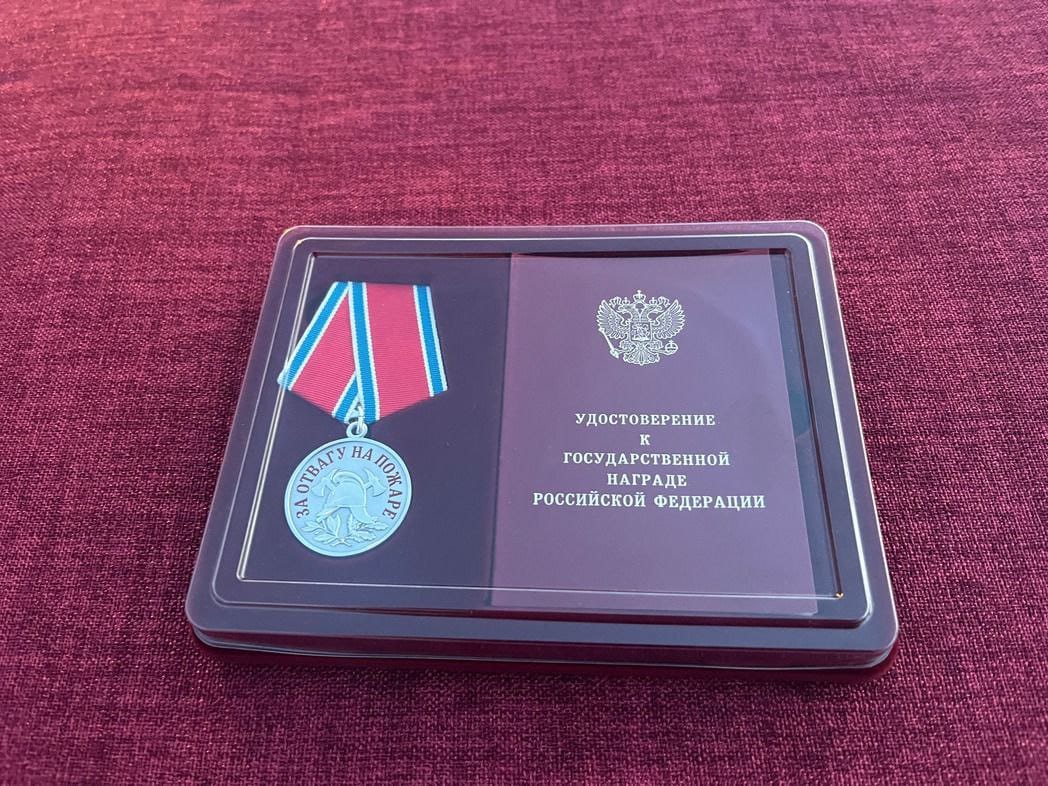 ЗА ОТВАГУ НА ПОЖАРЕ
УДОСТОВЕРЕНИЕ
К
ГОСУДАРСТВЕННОЙ
НАГРАДЕ
РОССИЙСКОЙ ФЕДЕРАЦИИ